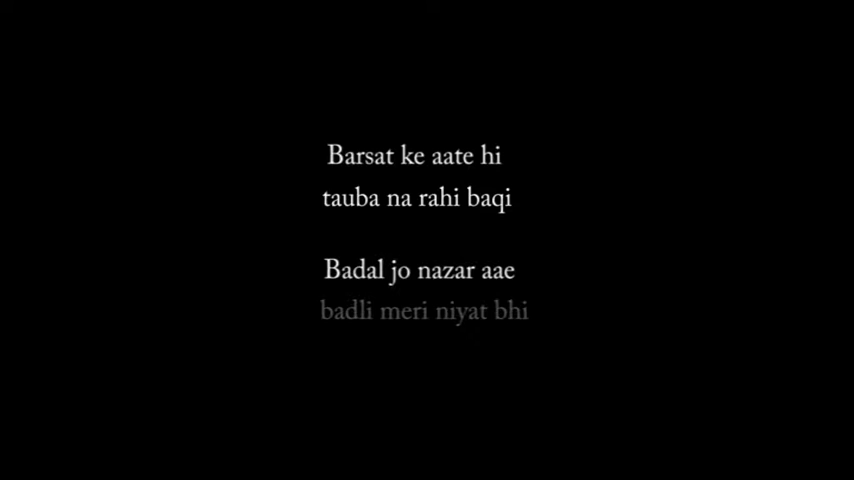 Barsat ke aate hi
tauba na rahi baqi
Badal jo nazar aae
badli meri niyat bhi